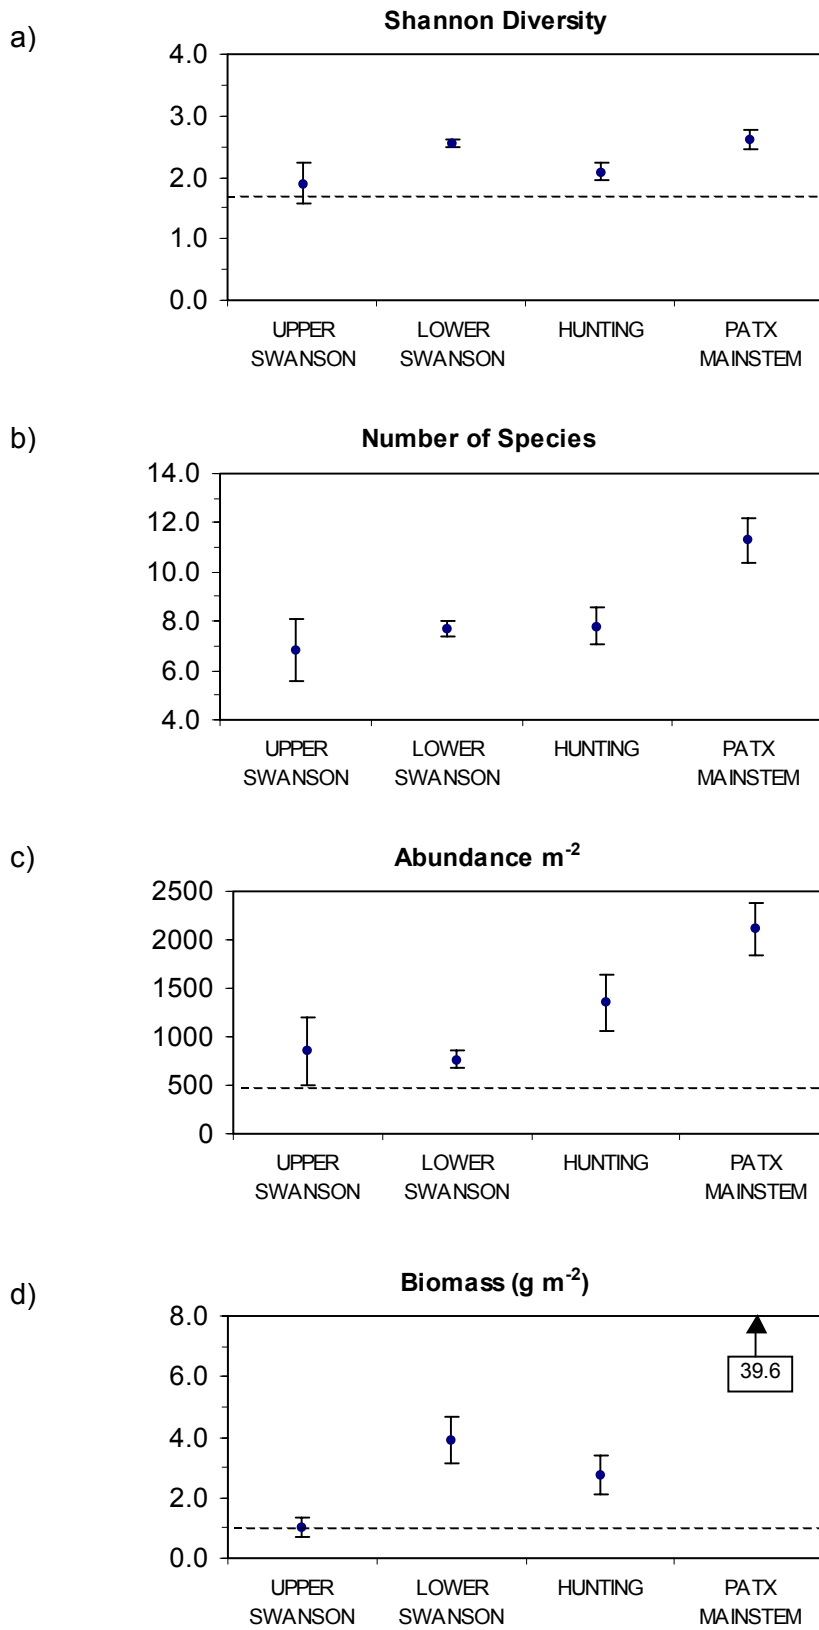 a)
Shannon Diversity
4.0
3.0
2.0
1.0
0.0
UPPER SWANSON
LOWER SWANSON
HUNTING
PATX MAINSTEM
b)
Number of Species
14.0
12.0
10.0
8.0
6.0
4.0
UPPER SWANSON
LOWER SWANSON
HUNTING
PATX MAINSTEM
c)
Abundance m-2
2500
2000
1500
1000
500
0
UPPER SWANSON
LOWER SWANSON
HUNTING
PATX MAINSTEM
d)
Biomass (g m-2)
8.0
6.0
4.0
2.0
0.0
39.6
UPPER SWANSON
LOWER SWANSON
HUNTING
PATX MAINSTEM